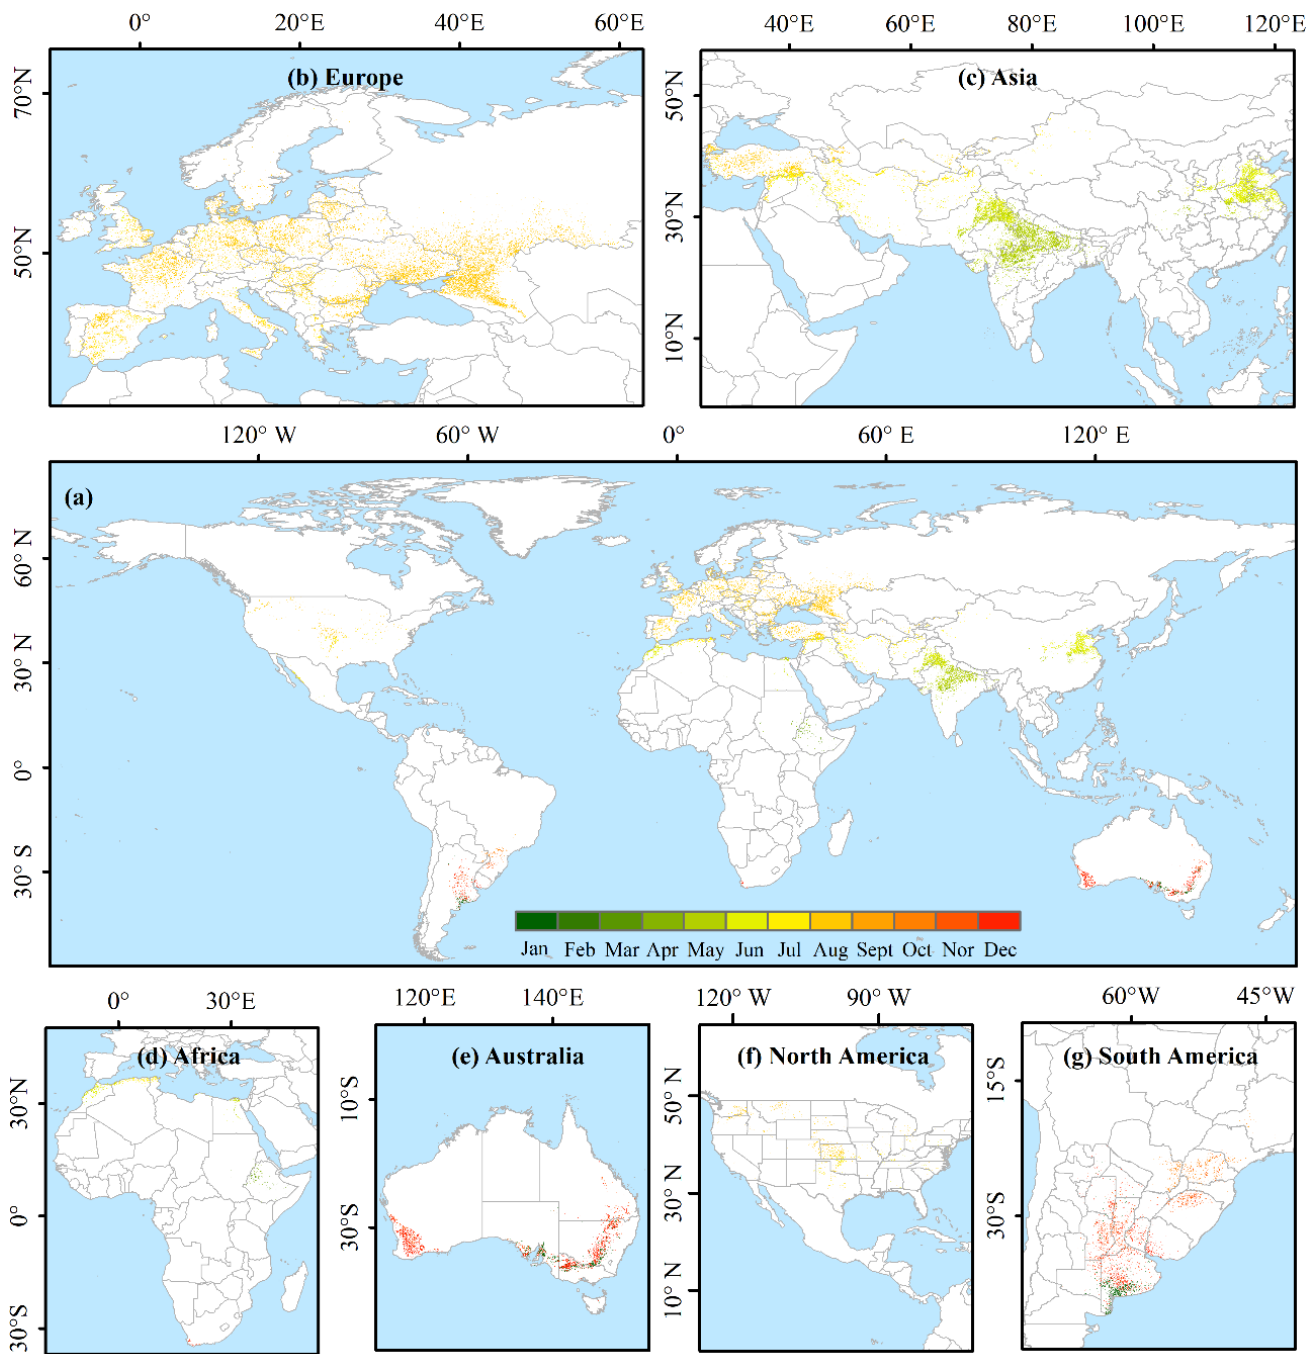 0° 20°E 40°E 60°E
40°E 60°E 80°E 100°E 120°E
(b) Europe
(c) Asia
70°N
50°N
50°N
30°N
10°N
120° W 60° W 0° 60° E 120° E
(a)
60° N
30° N
0°
30° S
Jan Feb Mar Apr May Jun Jul Aug Sept Oct Nor Dec
0° 30°E
120°E 140°E
120° W 90° W
60°W 45°W
(d) Africa
(e) Australia
(f) North America
(g) South America
30°N
0°
30°S
10°S
30°S
50° N
30° N
10° N
15°S
30°S